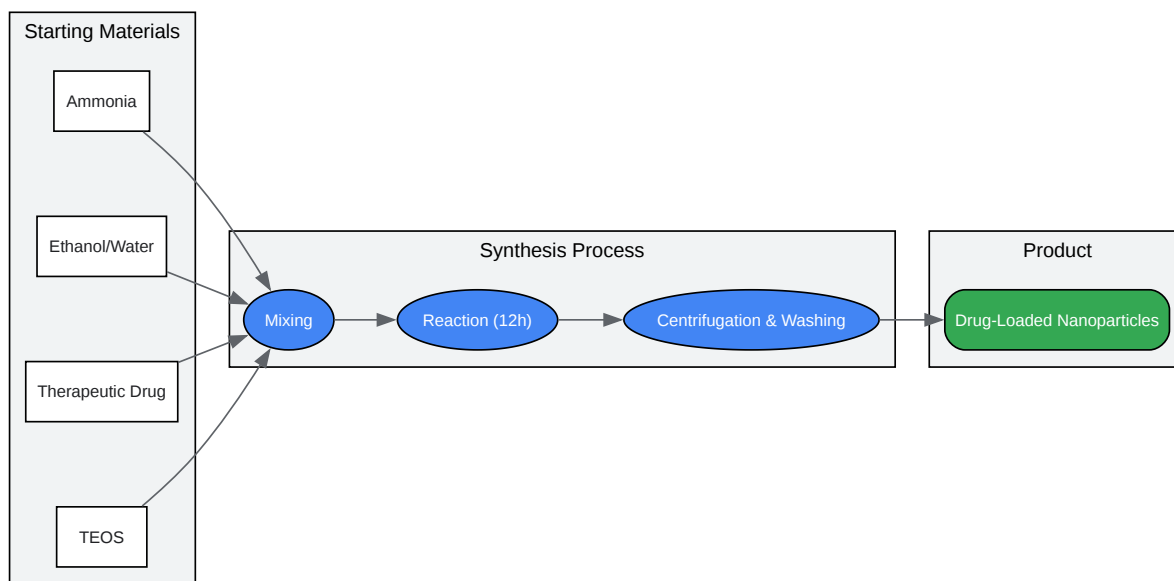 Starting Materials
Ammonia
Ethanol/Water
Therapeutic Drug
TEOS
Synthesis Process
Mixing
Reaction (12h)
Centrifugation & Washing
Product
Drug-Loaded Nanoparticles